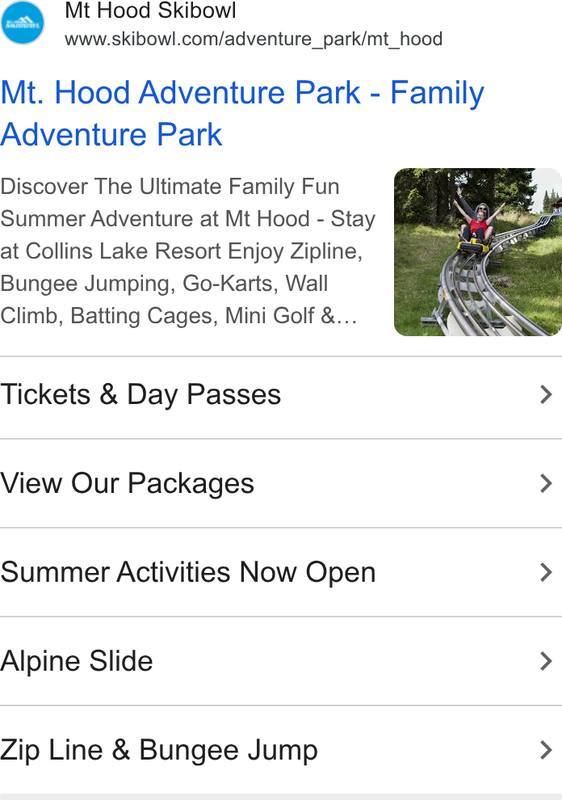 Mt Hood Skibowl
www.skibowl.com/adventure_park/mt_hood
Mt. Hood Adventure Park - Family
Adventure Park
Discover The Ultimate Family Fun
Summer Adventure at Mt Hood - Stay
at Collins Lake Resort Enjoy Zipline,
Bungee Jumping, Go-Karts, Wall
Climb, Batting Cages, Mini Golf &…
Tickets & Day Passes
View Our Packages
Summer Activities Now Open
Alpine Slide
Zip Line & Bungee Jump